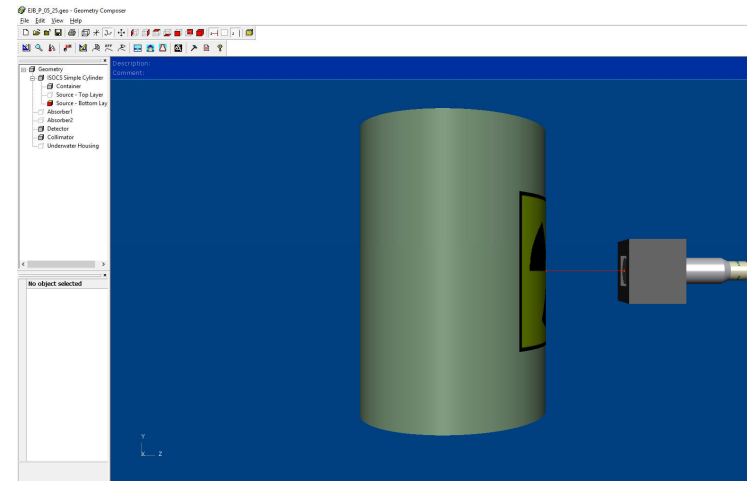 EIB_P_05_25.geo - Geometry Composer
File Edit View Help
Description:
Comment:
Geometry
ISOCS Simple Cylinder
Container
Source - Top Layer
Source - Bottom Lay
Absorber1
Absorber2
Detector
Collimator
Underwater Housing
No object selected
Y
X
Z